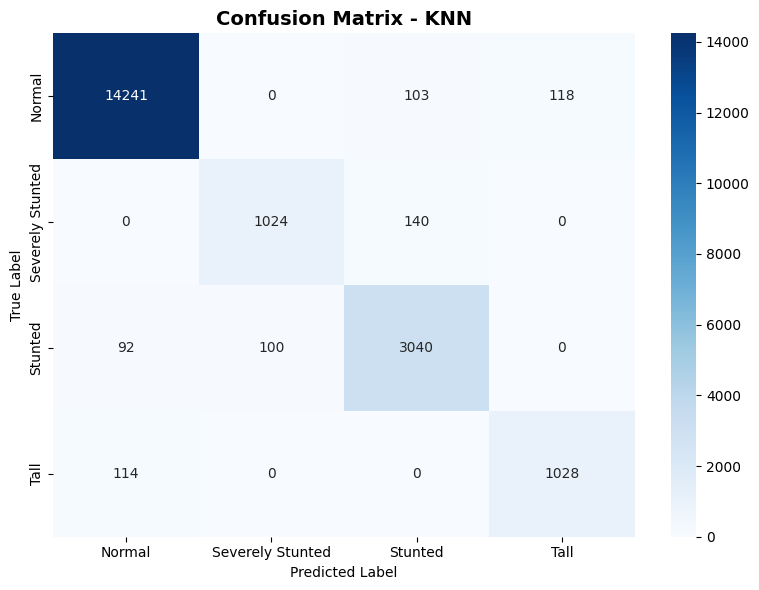 Confusion Matrix - KNN
True Label
Normal
14241 0 103 118
Severely Stunted
0 1024 140 0
Stunted
92 100 3040 0
Tall
114 0 0 1028
Normal Severely Stunted Stunted Tall
Predicted Label
14000
12000
10000
8000
6000
4000
2000
0